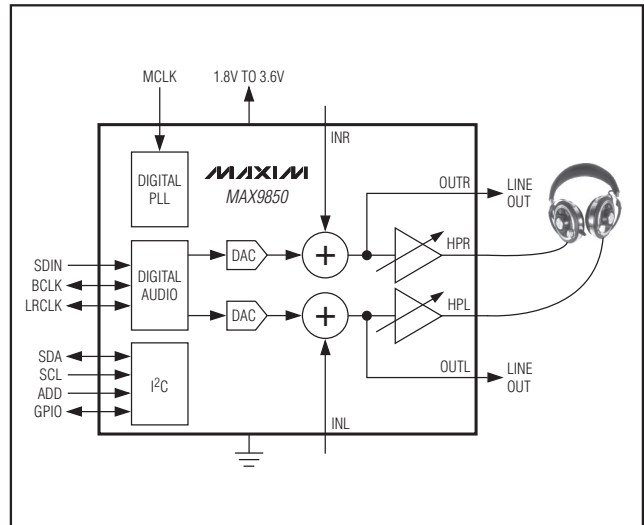 MCLK
1.8V TO 3.6V
INR
DIGITAL
PLL
MAXIM
MAX9850
OUTR
LINE
OUT
DAC
HPR
SDIN
BCLK
LRCLK
DIGITAL
AUDIO
DAC
HPL
SDA
SCL
ADD
GPIO
I²C
OUTL
LINE
OUT
INL